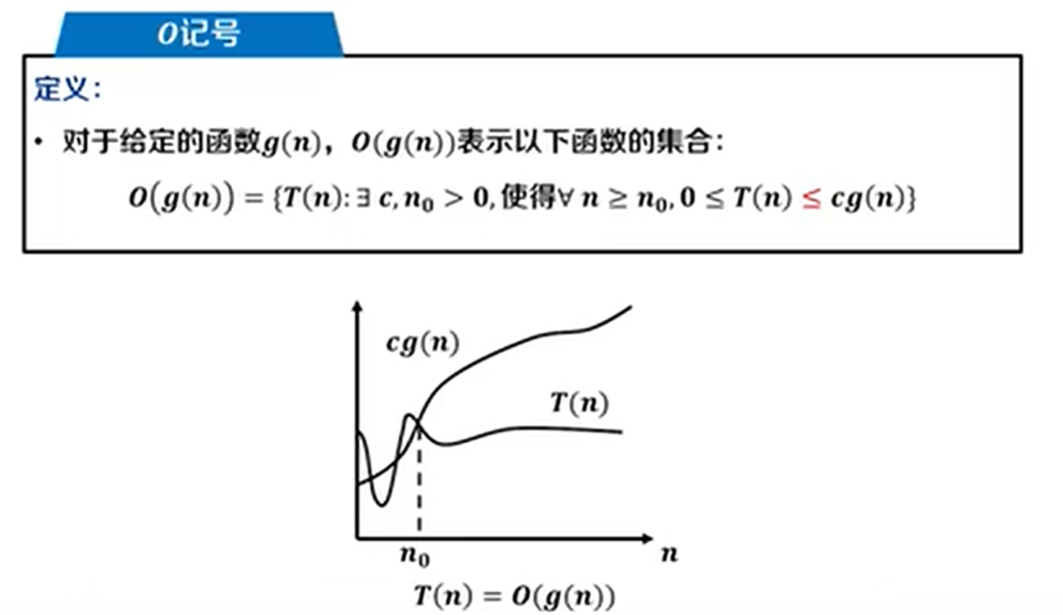 O记号
定义：
• 对于给定的函数g(n)，O(g(n))表示以下函数的集合：
O(g(n)) = {T(n): ∃ c, n₀ > 0, 使得∀ n ≥ n₀, 0 ≤ T(n) ≤ cg(n)}
cg(n)
T(n)
n₀
n
T(n) = O(g(n))